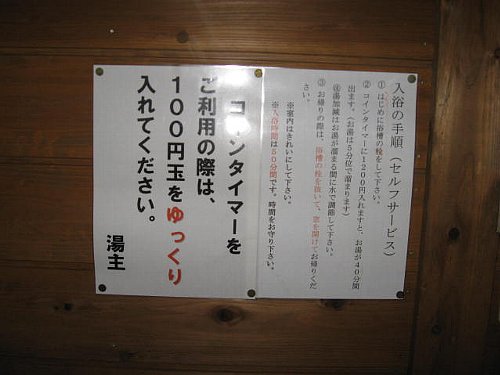 入浴の手順（セルフサービス）
① はじめに浴槽の栓をして下さい。
② コインタイマーに1200円入れますと、お湯が40分間
出ます。（お湯は5分位で溜まります）
④湯加減はお湯が溜まる間に水で調節して下さい。
③ お帰りの際は、浴槽の栓を抜いて、窓を開けてお帰りくだ
さい。
※室内はきれいにして下さい。
※入浴時間は50分間です。時間をお守り下さい。
コインタイマーを
ご利用の際は、
100円玉をゆっくり
入れてください。
湯主